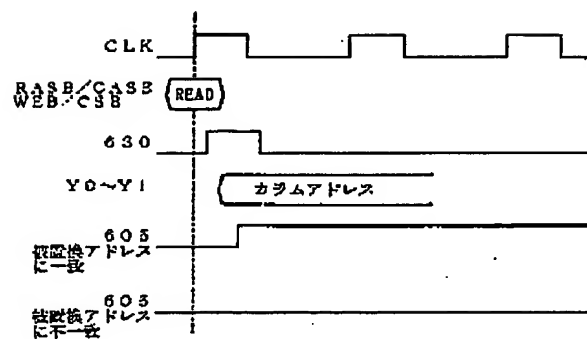 CLK
RASB/CASB
WEB/CSB
READ
630
Y0~Yi
カラムアドレス
605
被置換アドレス
に一致
605
被置換アドレス
に不一致